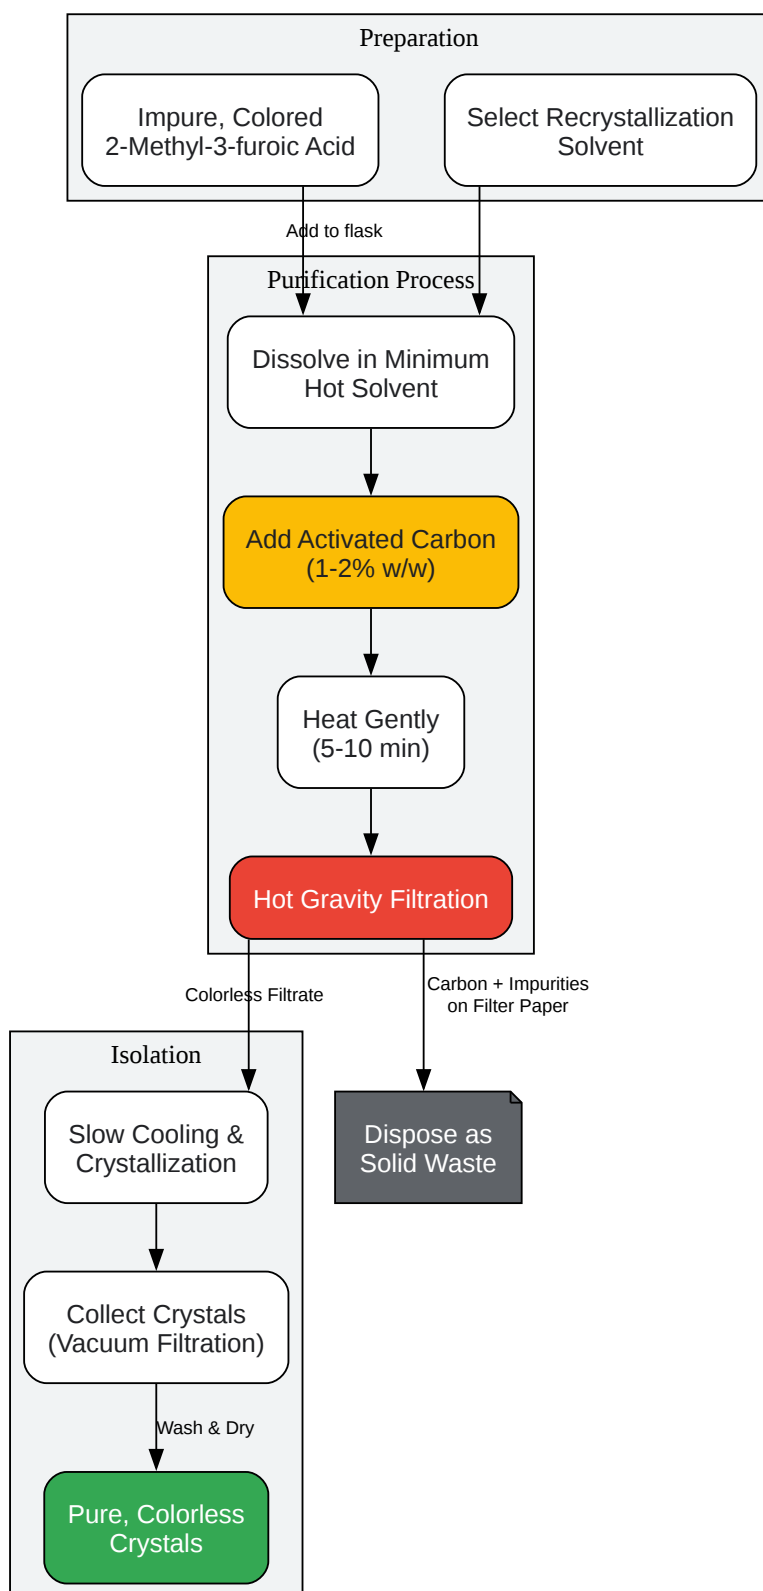 Preparation
Impure, Colored
2-Methyl-3-furoic Acid
Select Recrystallization
Solvent
Add to flask
Purification Process
Dissolve in Minimum
Hot Solvent
Add Activated Carbon
(1-2% w/w)
Heat Gently
(5-10 min)
Hot Gravity Filtration
Colorless Filtrate
Carbon + Impurities
on Filter Paper
Isolation
Slow Cooling &
Crystallization
Dispose as
Solid Waste
Collect Crystals
(Vacuum Filtration)
Wash & Dry
Pure, Colorless
Crystals